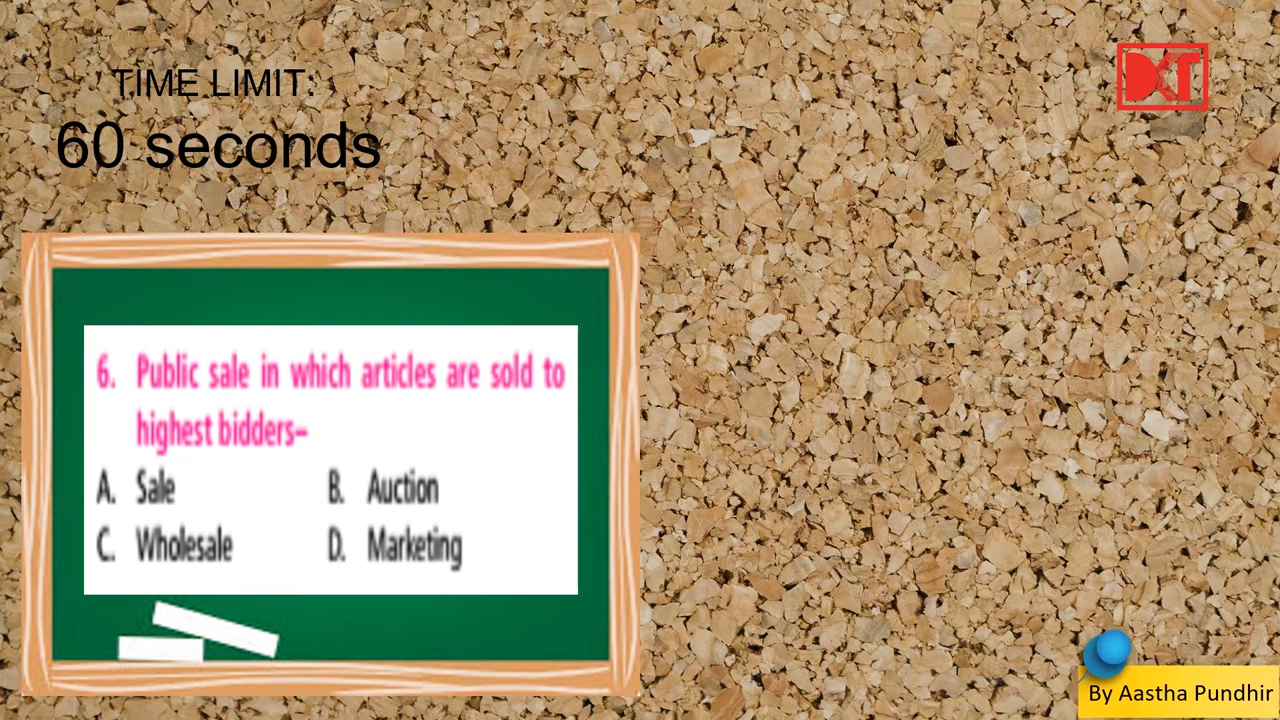 TIME LIMIT:
60 seconds
DKT
6. Public sale in which articles are sold to
highest bidders–
A. Sale B. Auction
C. Wholesale D. Marketing
By Aastha Pundhir